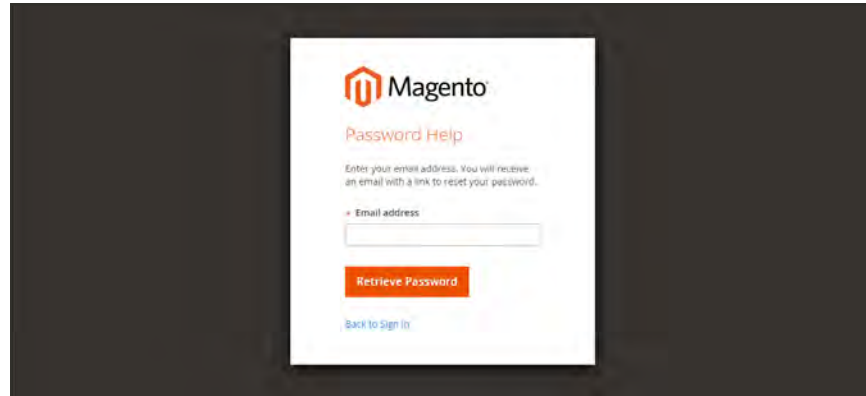 Magento
Password Help
Enter your email address. You will receive
an email with a link to reset your password.
* Email address
Retrieve Password
Back to Sign in